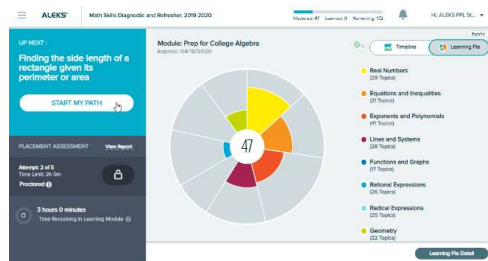 ALEKS
Math Skills Diagnostic and Refresher, 2019 2020
Mastered 47 Learned: 0 Remaining: 172
Hi, ALEKS PPL St...
Español
UP NEXT:
Finding the side length of a
rectangle given its
perimeter or area
START MY PATH
PLACEMENT ASSESSMENT View Report
Attempt: 2 of 5
Time Limit: 2h 0m
Proctored
3 hours 0 minutes
Time Remaining in Learning Module
Module: Prep for College Algebra
Expires: 04/19/2020
Timeline
Learning Pie
47
Real Numbers
(29 Topics)
Equations and Inequalities
(31 Topics)
Exponents and Polynomials
(41 Topics)
Lines and Systems
(28 Topics)
Functions and Graphs
(17 Topics)
Rational Expressions
(26 Topics)
Radical Expressions
(25 Topics)
Geometry
(22 Topics)
Learning Pie Detail